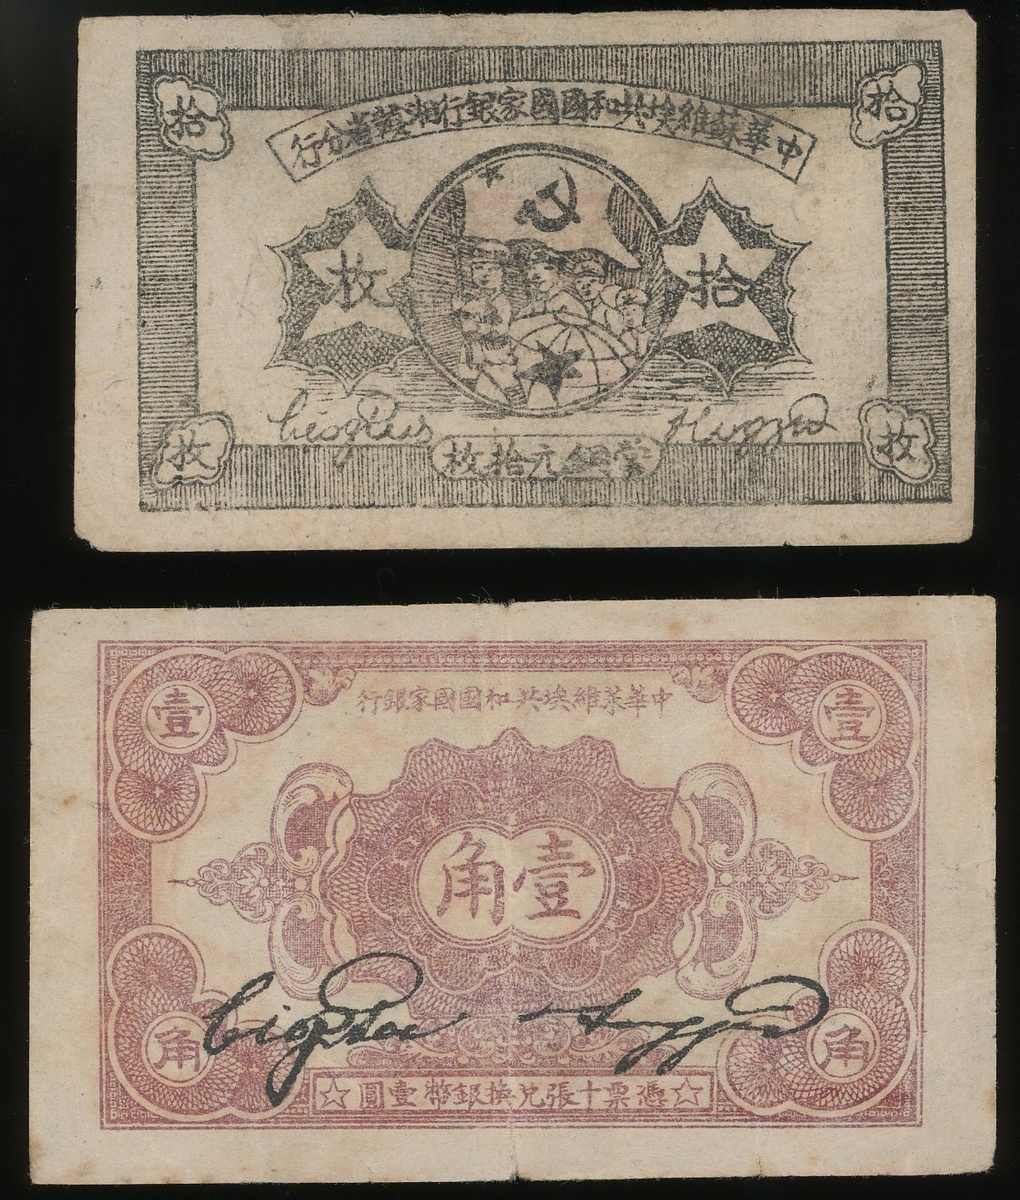 中華蘇維埃共和國國家銀行湘贛省分行
拾 拾
拾 枚
當銅元拾枚
枚 枚
中華蘇維埃共和國國家銀行
壹 壹
壹角
角 角
憑票十張兌換銀幣壹圓